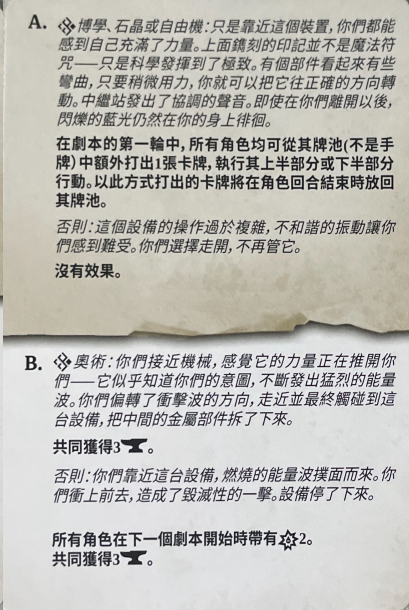 A. 博學、石晶或自由機：只是靠近這個裝置，你們都能
感到自己充滿了力量。上面鐫刻的印記並不是魔法符
咒——只是科學發揮到了極致。有個部件看起來有些
彎曲，只要稍微用力，你就可以把它往正確的方向轉
動。中繼站發出了協調的聲音。即使在你們離開以後，
閃爍的藍光仍然在你的身上徘徊。
在劇本的第一輪中，所有角色均可從其牌池(不是手
牌）中額外打出1張卡牌，執行其上半部分或下半部分
行動。以此方式打出的卡牌將在角色回合結束時放回
其牌池。
否則：這個設備的操作過於複雜，不和諧的振動讓你
們感到難受。你們選擇走開，不再管它。
沒有效果。
B. 奧術：你們接近機械，感覺它的力量正在推開你
們——它似乎知道你們的意圖，不斷發出猛烈的能量
波。你們偏轉了衝擊波的方向，走近並最終觸碰到這
台設備，把中間的金屬部件拆了下來。
共同獲得3。
否則：你們靠近這台設備，燃燒的能量波撲面而來。你
們衝上前去，造成了毀滅性的一擊。設備停了下來。
所有角色在下一個劇本開始時帶有2。
共同獲得3。